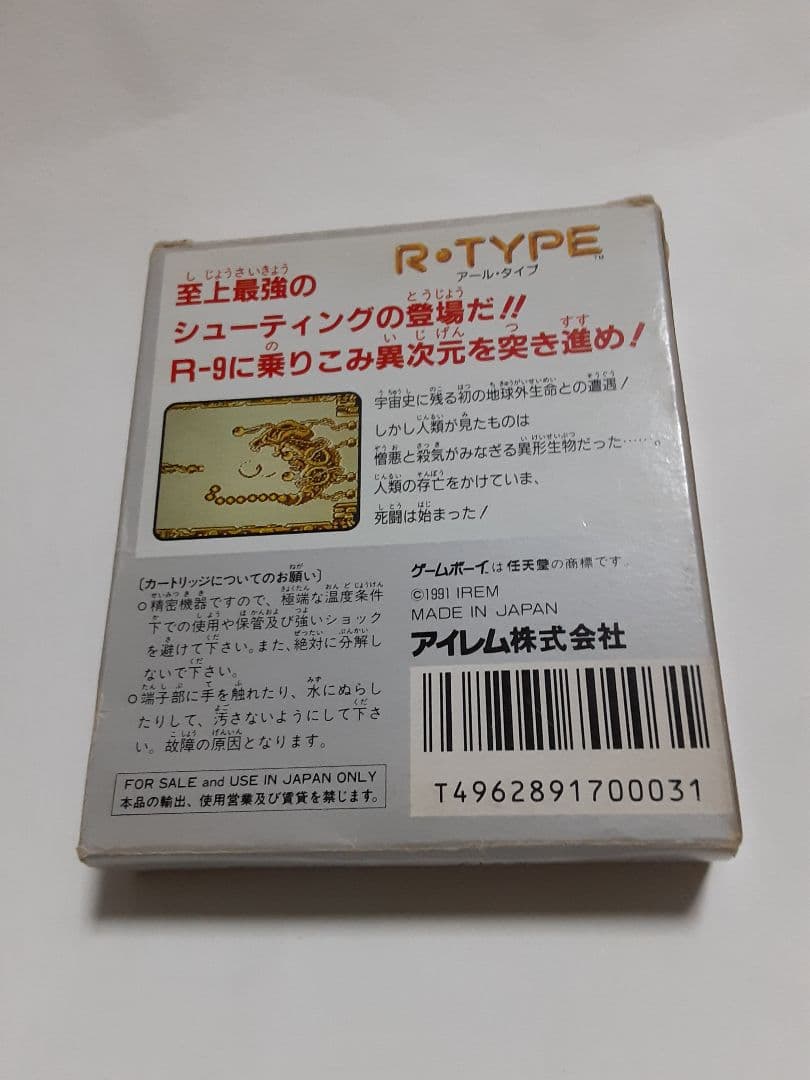 R・TYPE™
アール・タイプ
至上最強の
シューティングの登場だ!!
R-9に乗りこみ異次元を突き進め!
宇宙史に残る初の地球外生命との遭遇!
しかし人類が見たものは
憎悪と殺気がみなぎる異形生物だった……。
人類の存亡をかけていま、
死闘は始まった!
〔カートリッジについてのお願い〕
○精密機器ですので、極端な温度条件
下での使用や保管及び強いショック
を避けて下さい。また、絶対に分解し
ないで下さい。
○端子部に手を触れたり、水にぬらし
たりして、汚さないようにして下さ
い。故障の原因となります。
FOR SALE and USE IN JAPAN ONLY
本品の輸出、使用営業及び賃貸を禁じます。
ゲームボーイは任天堂の商標です。
©1991 IREM
MADE IN JAPAN
アイレム株式会社
T4962891700031